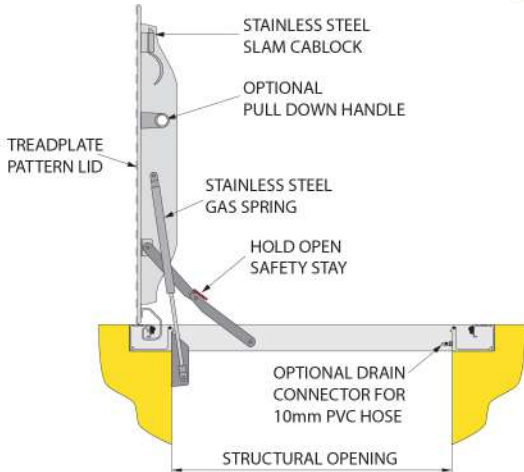 STAINLESS STEEL
SLAM CABLOCK
OPTIONAL
PULL DOWN HANDLE
TREADPLATE
PATTERN LID
STAINLESS STEEL
GAS SPRING
HOLD OPEN
SAFETY STAY
OPTIONAL DRAIN
CONNECTOR FOR
10mm PVC HOSE
STRUCTURAL OPENING